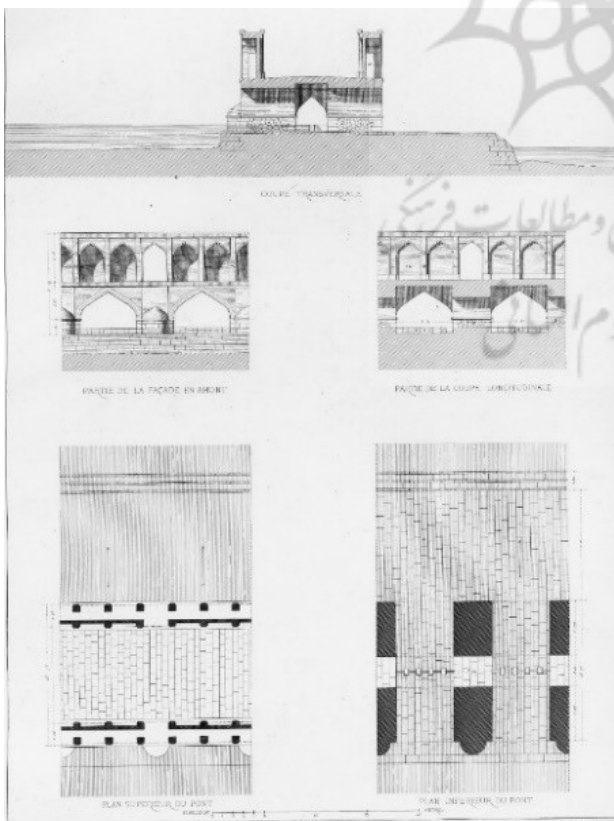 COUPE TRANSVERSALE
و مطالعات فرهنگی
PARTIE DE LA FAÇADE EN AMONT
PARTIE DE LA COUPE LONGITUDINALE
PLAN SUPERIEUR DU PONT
PLAN INFERIEUR DU PONT